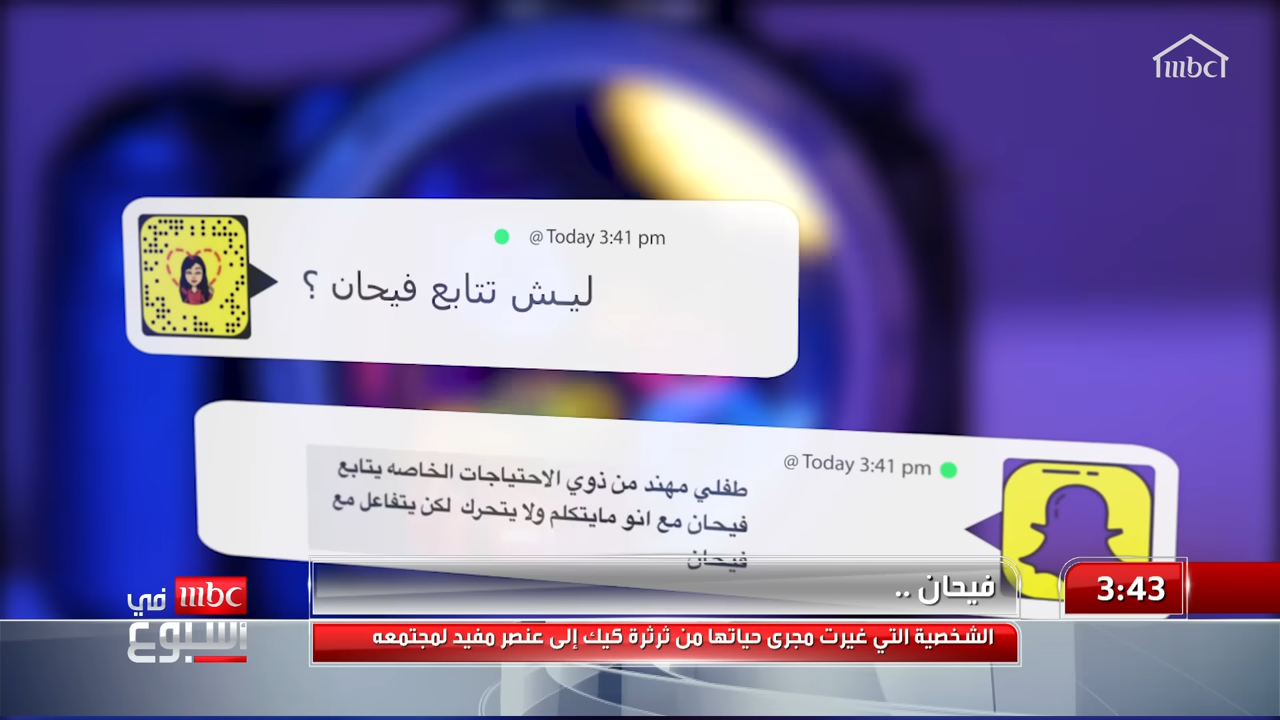 mbc
@ Today 3:41 pm
ليـش تتابع فيحان ؟
@ Today 3:41 pm
طفلي مهند من ذوي الاحتياجات الخاصه يتابع
فيحان مع انو مايتكلم ولا يتحرك لكن يتفاعل مع
فيحان
فيحان ..
3:43
الشخصية التي غيرت مجرى حياتها من ثرثرة كيك إلى عنصر مفيد لمجتمعه
mbc في
أسبوع